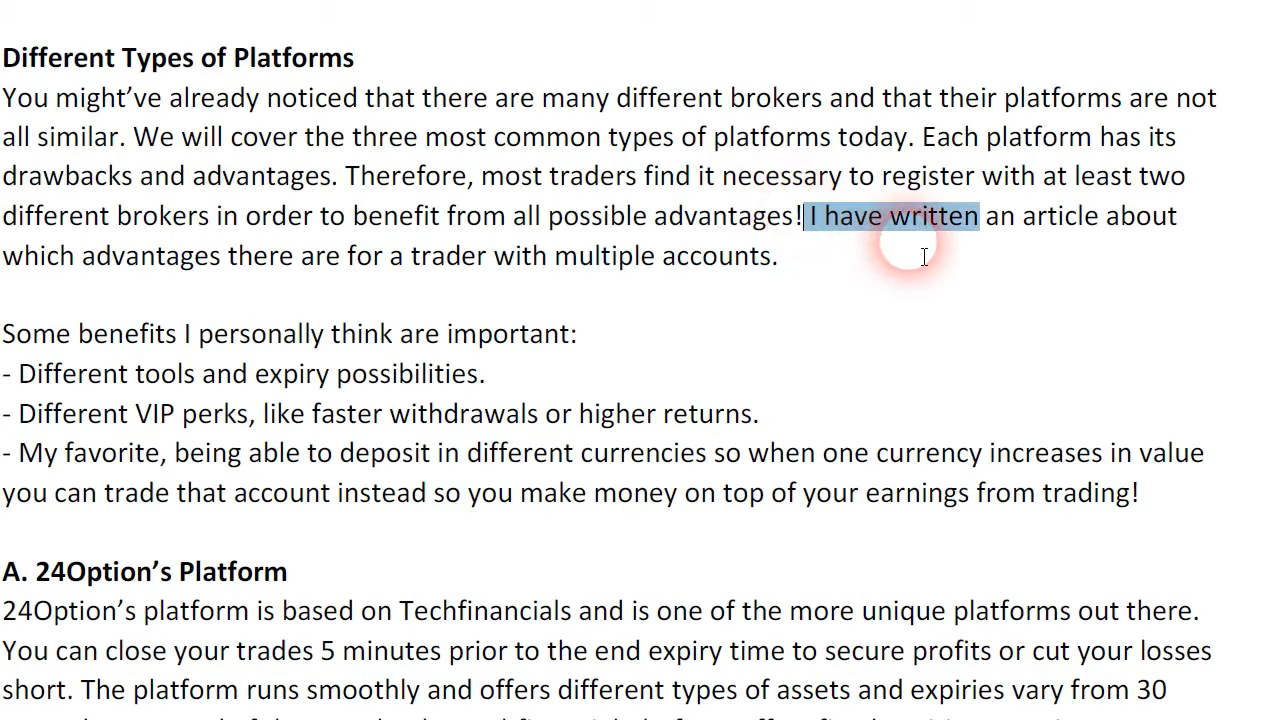 Different Types of Platforms
You might’ve already noticed that there are many different brokers and that their platforms are not
all similar. We will cover the three most common types of platforms today. Each platform has its
drawbacks and advantages. Therefore, most traders find it necessary to register with at least two
different brokers in order to benefit from all possible advantages! I have written an article about
which advantages there are for a trader with multiple accounts.
Some benefits I personally think are important:
- Different tools and expiry possibilities.
- Different VIP perks, like faster withdrawals or higher returns.
- My favorite, being able to deposit in different currencies so when one currency increases in value
you can trade that account instead so you make money on top of your earnings from trading!
A. 24Option’s Platform
24Option’s platform is based on Techfinancials and is one of the more unique platforms out there.
You can close your trades 5 minutes prior to the end expiry time to secure profits or cut your losses
short. The platform runs smoothly and offers different types of assets and expiries vary from 30